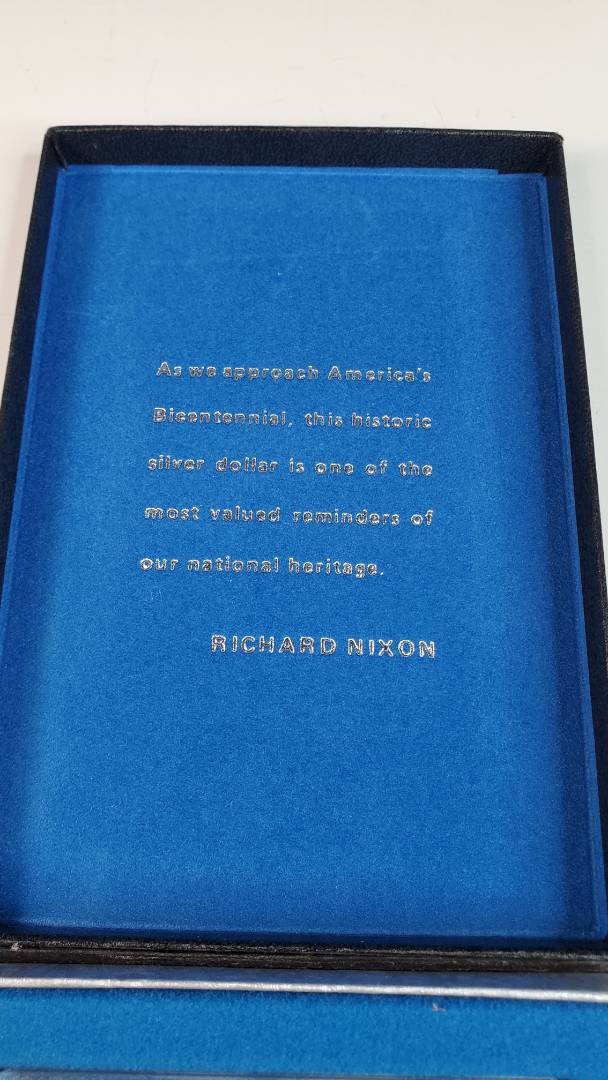 As we approach America's
Bicentennial, this historic
silver dollar is one of the
most valued reminders of
our national heritage.
RICHARD NIXON